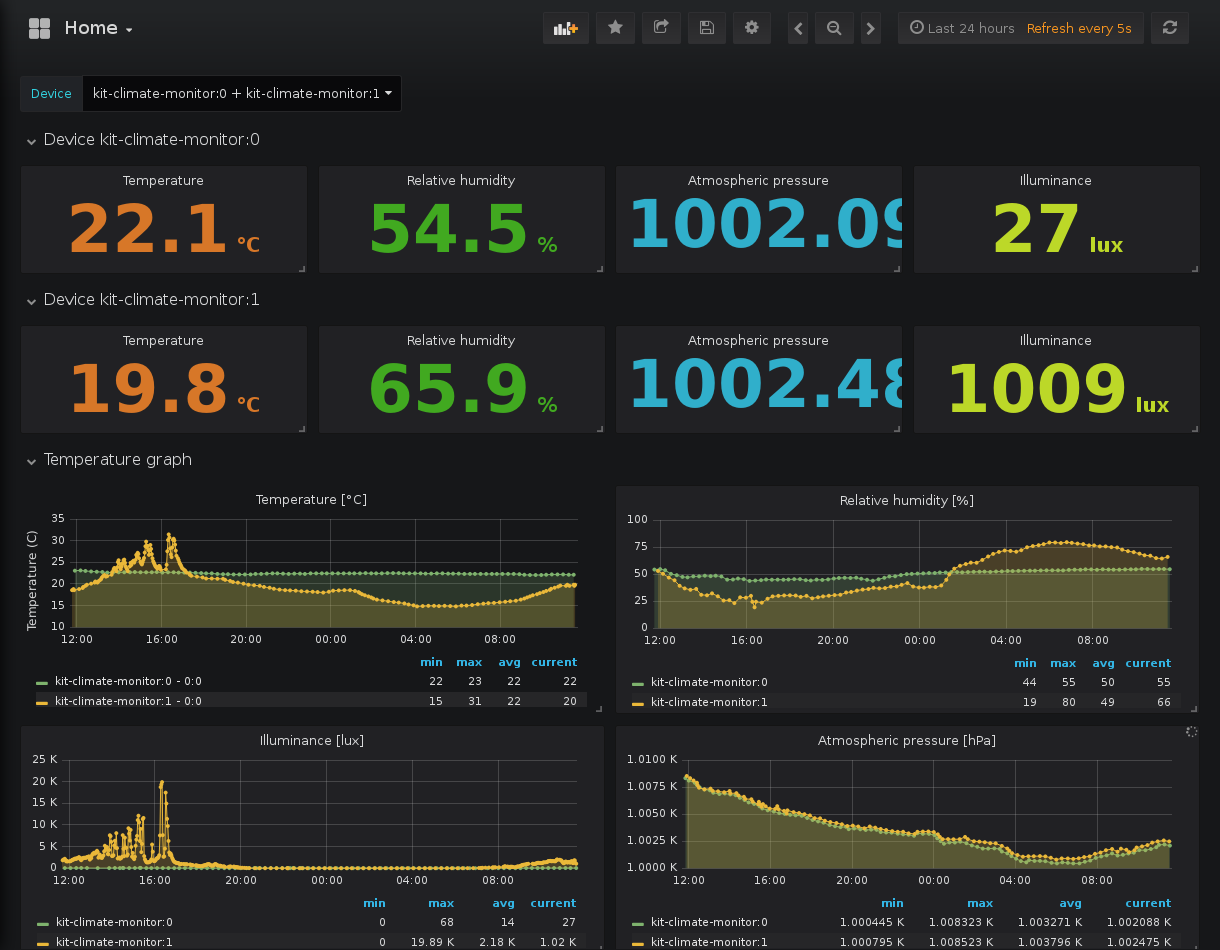 Home
Last 24 hours Refresh every 5s
Device kit-climate-monitor:0 + kit-climate-monitor:1
Device kit-climate-monitor:0
Temperature Relative humidity Atmospheric pressure Illuminance
22.1 °C 54.5 % 1002.09 27 lux
Device kit-climate-monitor:1
Temperature Relative humidity Atmospheric pressure Illuminance
19.8 °C 65.9 % 1002.48 1009 lux
Temperature graph
Temperature [°C]
Temperature (C)
35
30
25
20
15
10
12:00 16:00 20:00 00:00 04:00 08:00
min max avg current
kit-climate-monitor:0 - 0:0 22 23 22 22
kit-climate-monitor:1 - 0:0 15 31 22 20
Relative humidity [%]
100
75
50
25
0
12:00 16:00 20:00 00:00 04:00 08:00
min max avg current
kit-climate-monitor:0 44 55 50 55
kit-climate-monitor:1 19 80 49 66
Illuminance [lux]
25 K
20 K
15 K
10 K
5 K
0
12:00 16:00 20:00 00:00 04:00 08:00
min max avg current
kit-climate-monitor:0 0 68 14 27
kit-climate-monitor:1 0 19.89 K 2.18 K 1.02 K
Atmospheric pressure [hPa]
1.0100 K
1.0075 K
1.0050 K
1.0025 K
1.0000 K
12:00 16:00 20:00 00:00 04:00 08:00
min max avg current
kit-climate-monitor:0 1.000445 K 1.008323 K 1.003271 K 1.002088 K
kit-climate-monitor:1 1.000795 K 1.008523 K 1.003796 K 1.002475 K